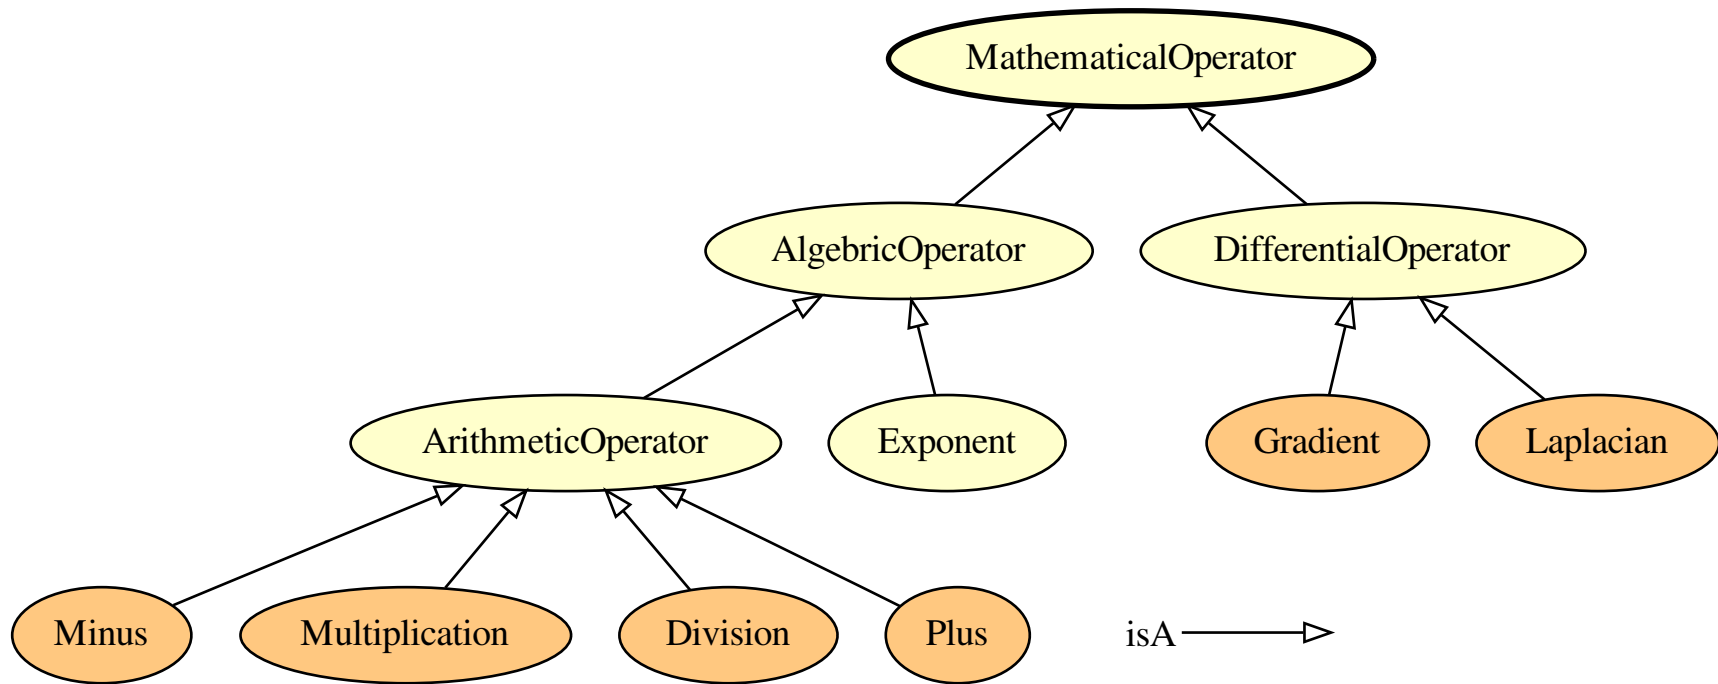 MathematicalOperator
AlgebricOperator
DifferentialOperator
ArithmeticOperator
Exponent
Gradient
Laplacian
Minus
Multiplication
Division
Plus
isA